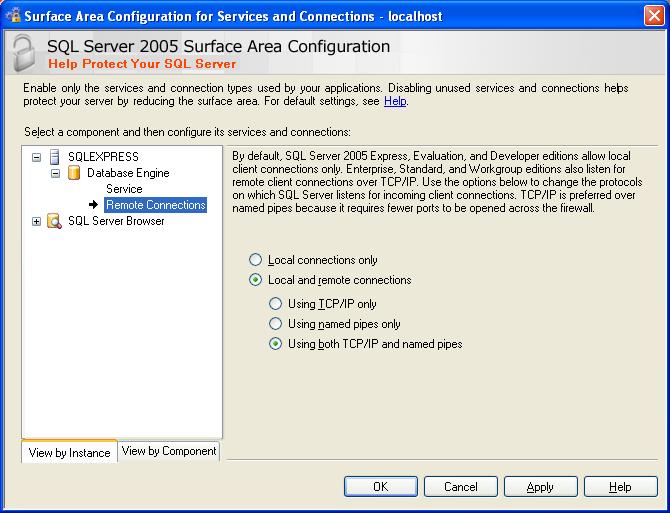 Surface Area Configuration for Services and Connections - localhost
SQL Server 2005 Surface Area Configuration
Help Protect Your SQL Server
Enable only the services and connection types used by your applications. Disabling unused services and connections helps
protect your server by reducing the surface area. For default settings, see Help.
Select a component and then configure its services and connections:
SQLEXPRESS
Database Engine
Service
Remote Connections
SQL Server Browser
By default, SQL Server 2005 Express, Evaluation, and Developer editions allow local
client connections only. Enterprise, Standard, and Workgroup editions also listen for
remote client connections over TCP/IP. Use the options below to change the protocols
on which SQL Server listens for incoming client connections. TCP/IP is preferred over
named pipes because it requires fewer ports to be opened across the firewall.
Local connections only
Local and remote connections
Using TCP/IP only
Using named pipes only
Using both TCP/IP and named pipes
View by Instance
View by Component
OK
Cancel
Apply
Help